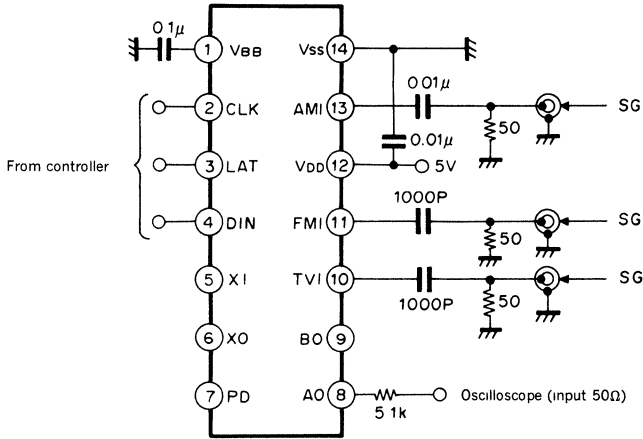 0 1μ
1 VBB VSS 14
2 CLK AMI 13 0 01μ SG
50
0.01μ
From controller 3 LAT VDD 12 5V
1000P
4 DIN FMI 11 SG
50
5 XI TVI 10 SG
1000P 50
6 XO BO 9
7 PD AO 8 5 1k Oscilloscope (input 50Ω)